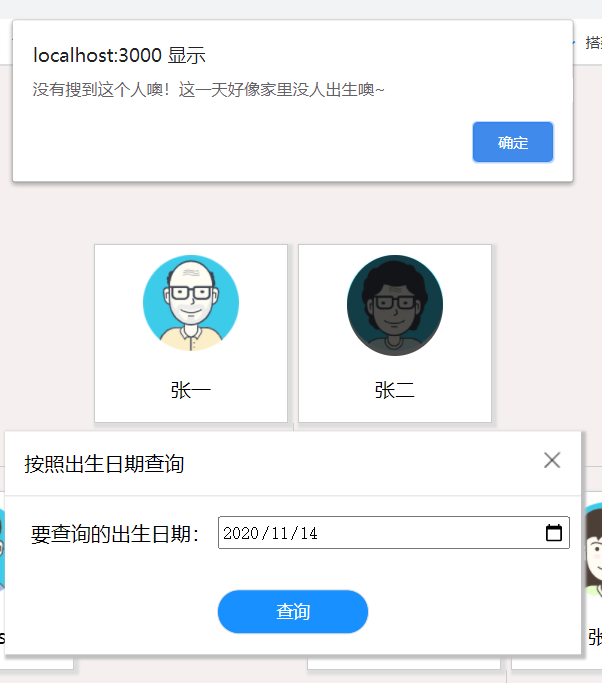 localhost:3000 显示
没有搜到这个人噢！这一天好像家里没人出生噢~
确定
张一
张二
按照出生日期查询
要查询的出生日期：
2020/11/14
查询